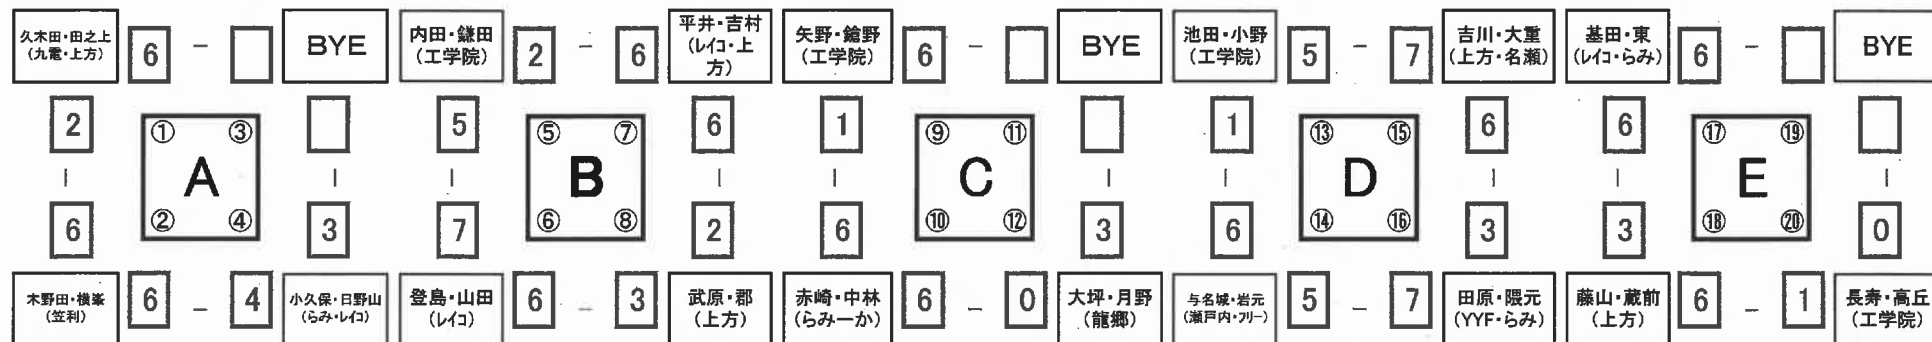 久木田・田之上
(九電・上方)
6 -
BYE
内田・鎌田
(工学院)
2 - 6
平井・吉村
(レイコ・上
方)
矢野・鎗野
(工学院)
6 -
BYE
池田・小野
(工学院)
5 - 7
吉川・大重
(上方・名瀬)
基田・東
(レイコ・らみ)
6 -
BYE
2
① ③
5
⑤ ⑦
6
1
⑨ ⑪
1
⑬ ⑮
6
6
⑰ ⑲
-
A
-
-
B
-
-
C
-
-
D
-
-
E
-
6
② ④
3
7
⑥ ⑧
2
6
⑩ ⑫
3
6
⑭ ⑯
3
3
⑱ ⑳
0
木野田・横峯
(笠利)
6 - 4
小久保・日野山
(らみ・レイコ)
登島・山田
(レイコ)
6 - 3
武原・郡
(上方)
赤崎・中林
(らみーか)
6 - 0
大坪・月野
(龍郷)
与名城・岩元
(瀬戸内・フリー)
5 - 7
田原・隈元
(YYF・らみ)
藤山・蔵前
(上方)
6 - 1
長寿・高丘
(工学院)